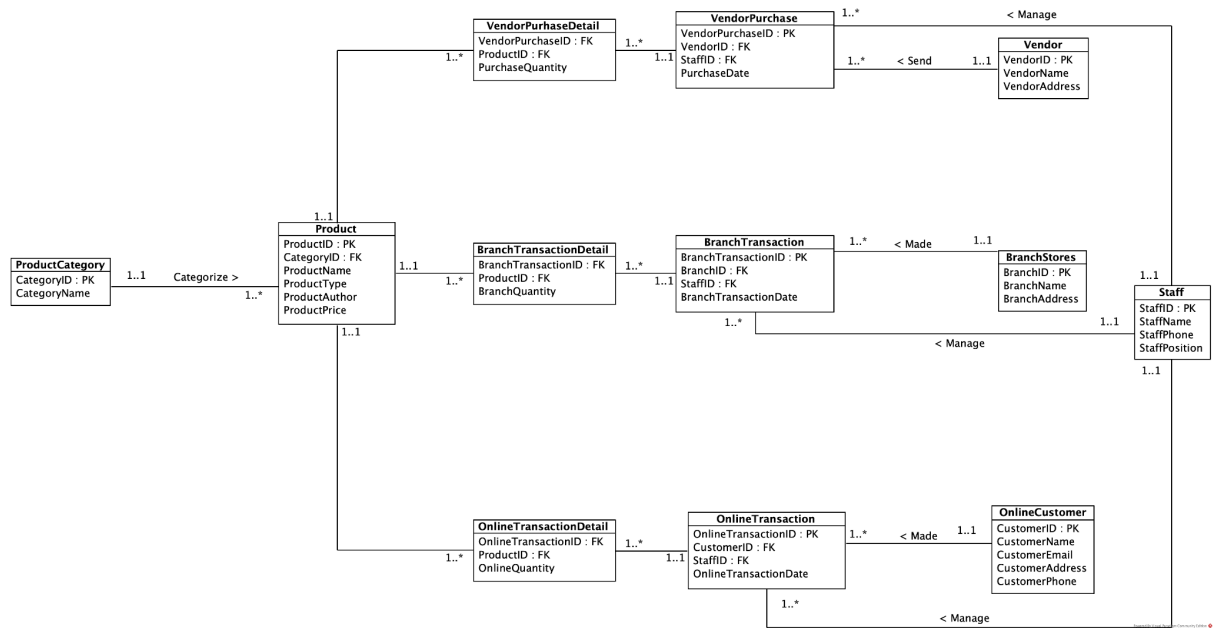 VendorPurhaseDetail
VendorPurchaseID : FK
ProductID : FK
PurchaseQuantity
1..*
1..*
1..1
VendorPurchase
VendorPurchaseID : PK
VendorID : FK
StaffID : FK
PurchaseDate
1..*
< Manage
1..*
< Send
1..1
Vendor
VendorID : PK
VendorName
VendorAddress
ProductCategory
CategoryID : PK
CategoryName
1..1
Categorize >
1..*
1..1
Product
ProductID : PK
CategoryID : FK
ProductName
ProductType
ProductAuthor
ProductPrice
1..1
1..1
1..*
BranchTransactionDetail
BranchTransactionID : FK
ProductID : FK
BranchQuantity
1..*
1..1
BranchTransaction
BranchTransactionID : PK
BranchID : FK
StaffID : FK
BranchTransactionDate
1..*
< Made
1..1
BranchStores
BranchID : PK
BranchName
BranchAddress
1..*
< Manage
1..1
1..1
Staff
StaffID : PK
StaffName
StaffPhone
StaffPosition
1..1
1..*
OnlineTransactionDetail
OnlineTransactionID : FK
ProductID : FK
OnlineQuantity
1..*
1..1
OnlineTransaction
OnlineTransactionID : PK
CustomerID : FK
StaffID : FK
OnlineTransactionDate
1..*
< Made
1..1
OnlineCustomer
CustomerID : PK
CustomerName
CustomerEmail
CustomerAddress
CustomerPhone
1..*
< Manage